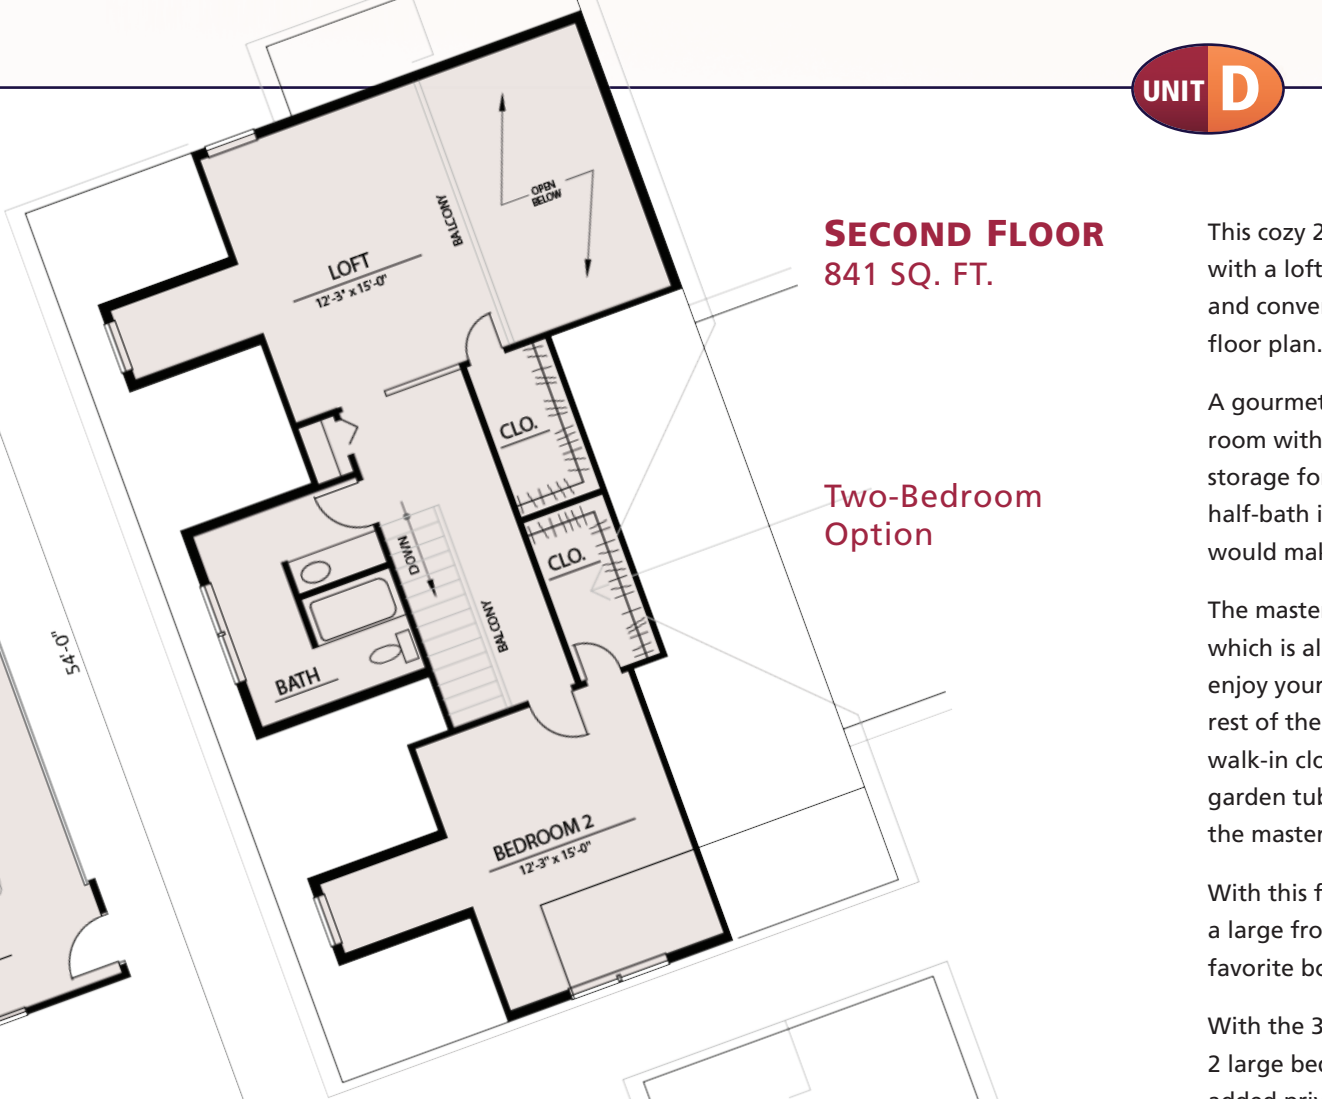 UNIT D
SECOND FLOOR
841 SQ. FT.
Two-Bedroom
Option
LOFT
12'-3" x 15'-0"
BALCONY
OPEN
BELOW
CLO.
CLO.
DOWN
BALCONY
BATH
BEDROOM 2
12'-3" x 15'-0"
54'-0"
This cozy 2
with a loft
and conve
floor plan.
A gourmet
room with
storage fo
half-bath i
would mak
The master
which is al
enjoy your
rest of the
walk-in clo
garden tub
the master
With this f
a large fro
favorite bo
With the 3
2 large bed